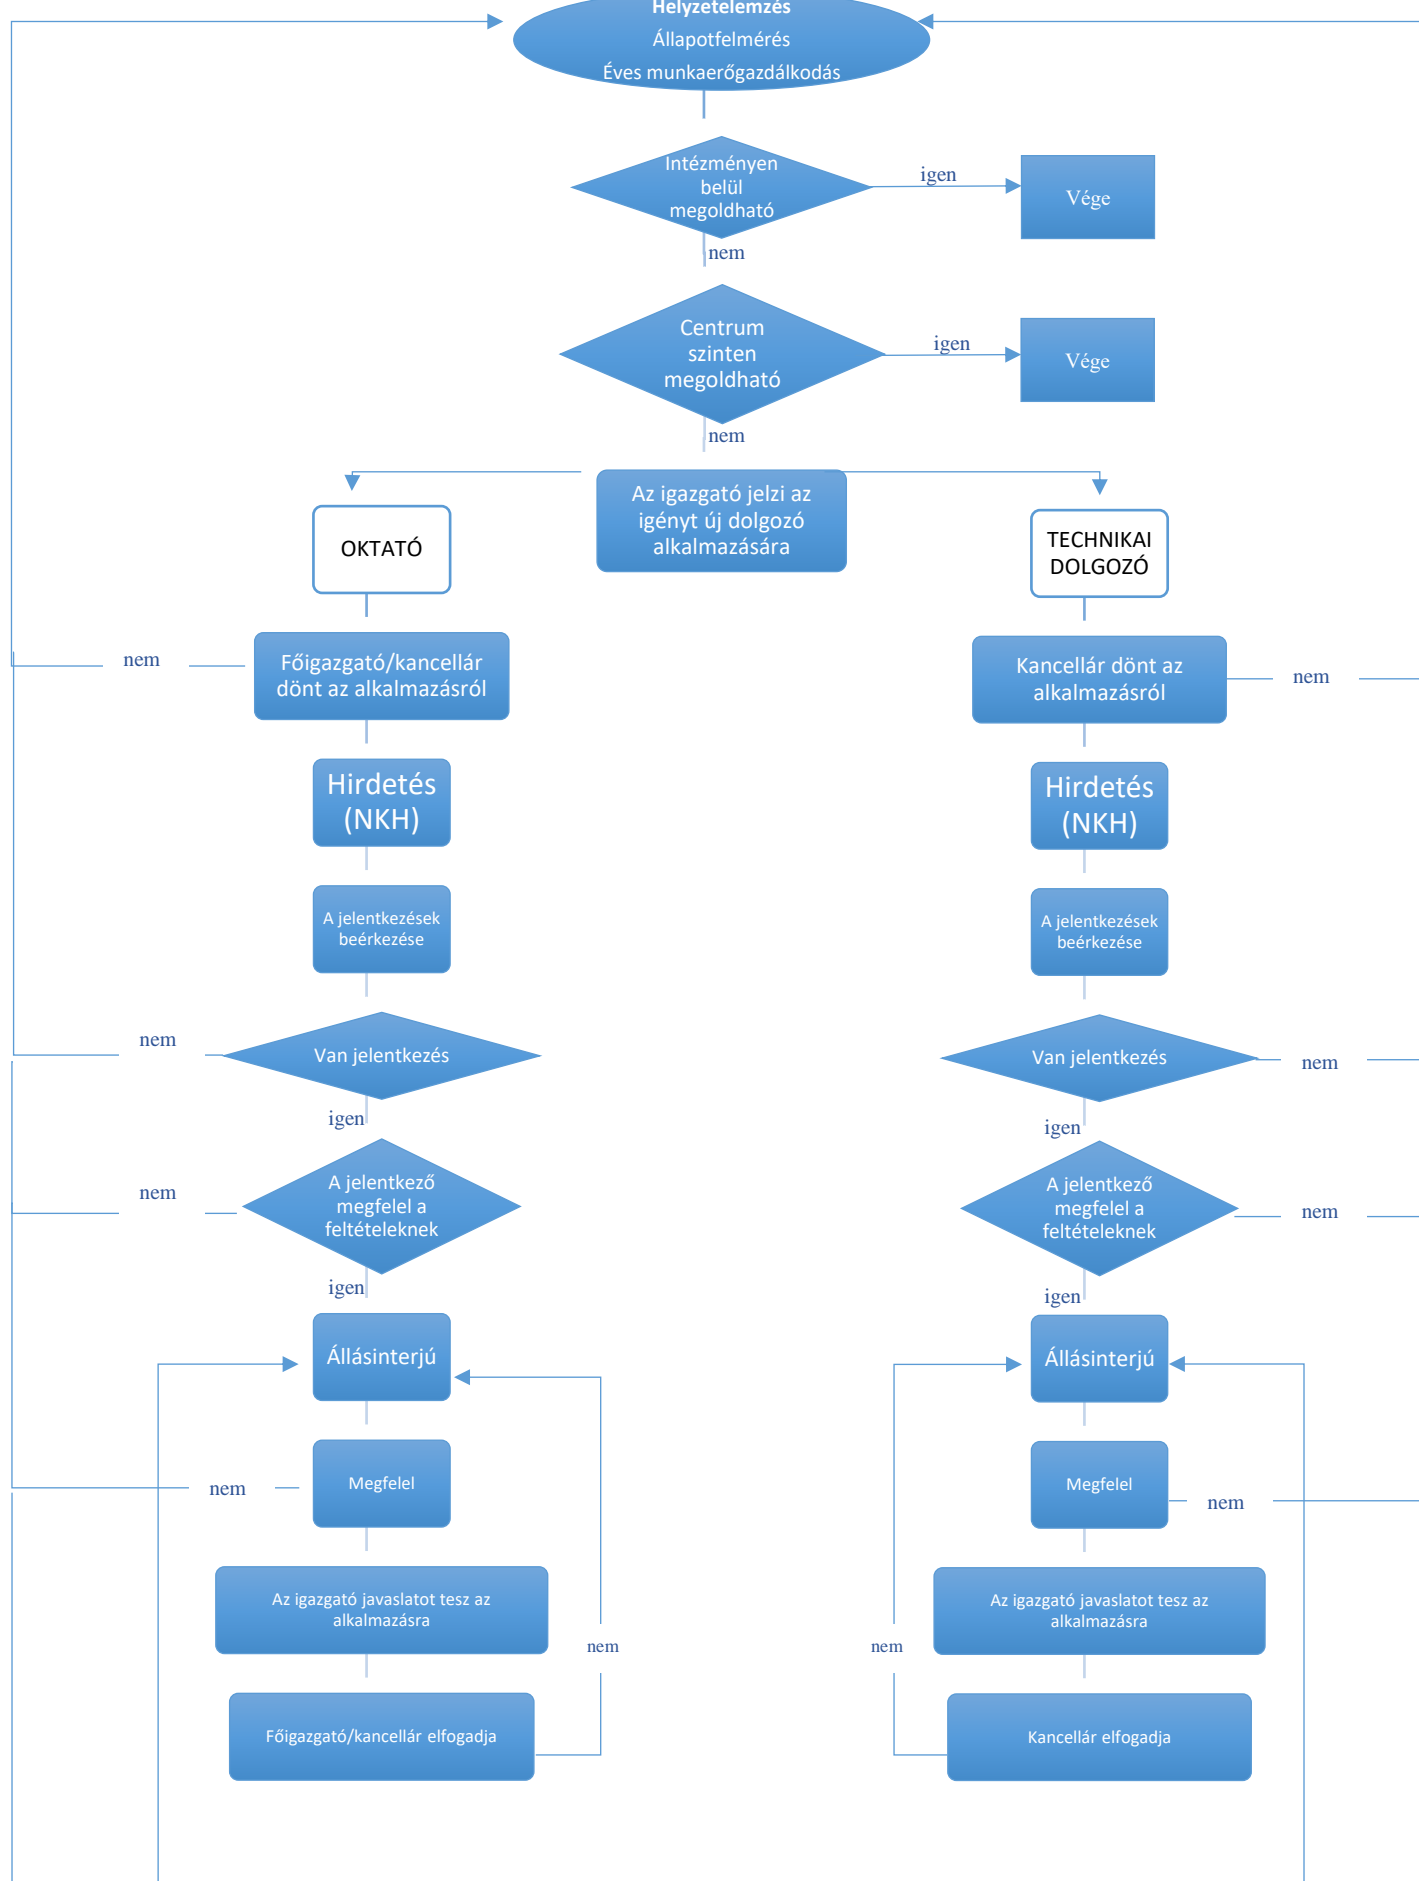 Helyzetelemzés
Állapotfelmérés
Éves munkaerőgazdálkodás
Intézményen
belül
megoldható
igen
Vége
nem
Centrum
szinten
megoldható
igen
Vége
nem
Az igazgató jelzi az
igényt új dolgozó
alkalmazására
OKTATÓ
TECHNIKAI
DOLGOZÓ
nem
Főigazgató/kancellár
dönt az alkalmazásról
Kancellár dönt az
alkalmazásról
nem
Hirdetés
(NKH)
Hirdetés
(NKH)
A jelentkezések
beérkezése
A jelentkezések
beérkezése
nem
Van jelentkezés
Van jelentkezés
nem
igen
igen
nem
A jelentkező
megfelel a
feltételeknek
A jelentkező
megfelel a
feltételeknek
nem
igen
igen
Állásinterjú
Állásinterjú
nem
Megfelel
Megfelel
nem
Az igazgató javaslatot tesz az
alkalmazásra
Az igazgató javaslatot tesz az
alkalmazásra
nem
nem
Főigazgató/kancellár elfogadja
Kancellár elfogadja